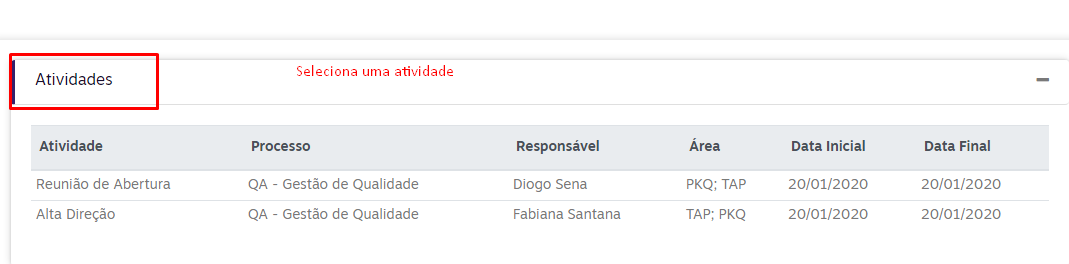 Atividades Seleciona uma atividade
Atividade Processo Responsável Área Data Inicial Data Final
Reunião de Abertura QA - Gestão de Qualidade Diogo Sena PKQ; TAP 20/01/2020 20/01/2020
Alta Direção QA - Gestão de Qualidade Fabiana Santana TAP; PKQ 20/01/2020 20/01/2020